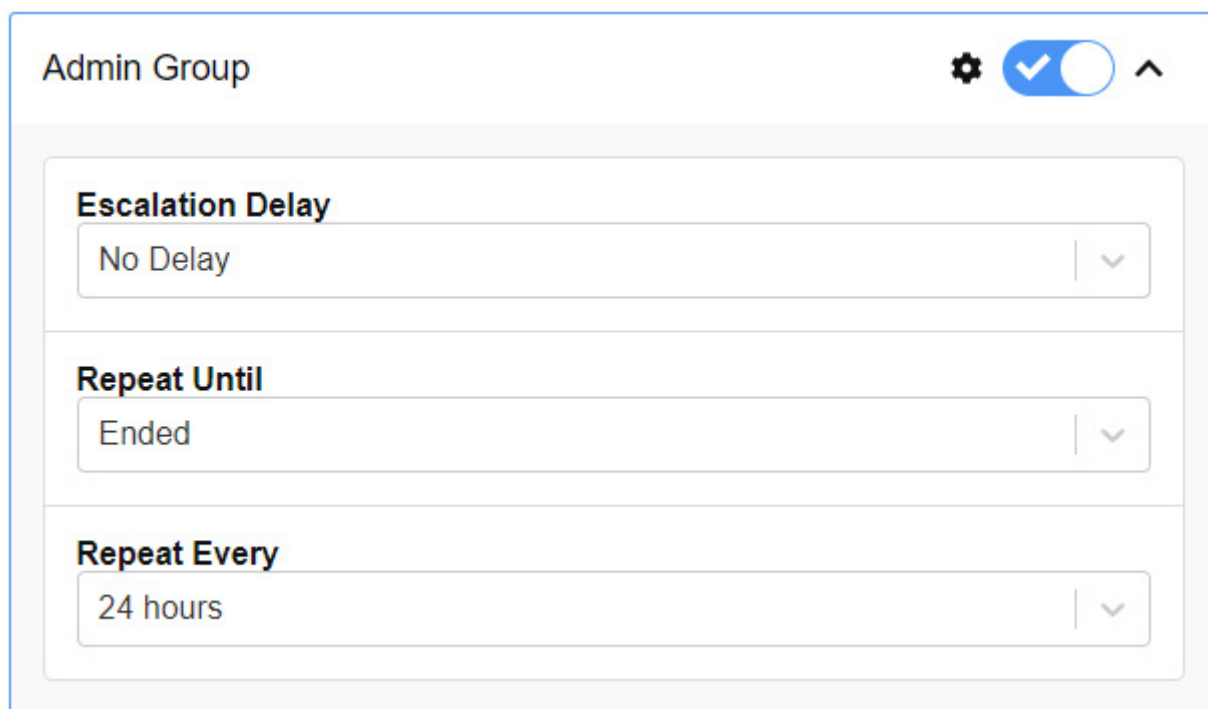 Admin Group
Escalation Delay
No Delay
Repeat Until
Ended
Repeat Every
24 hours